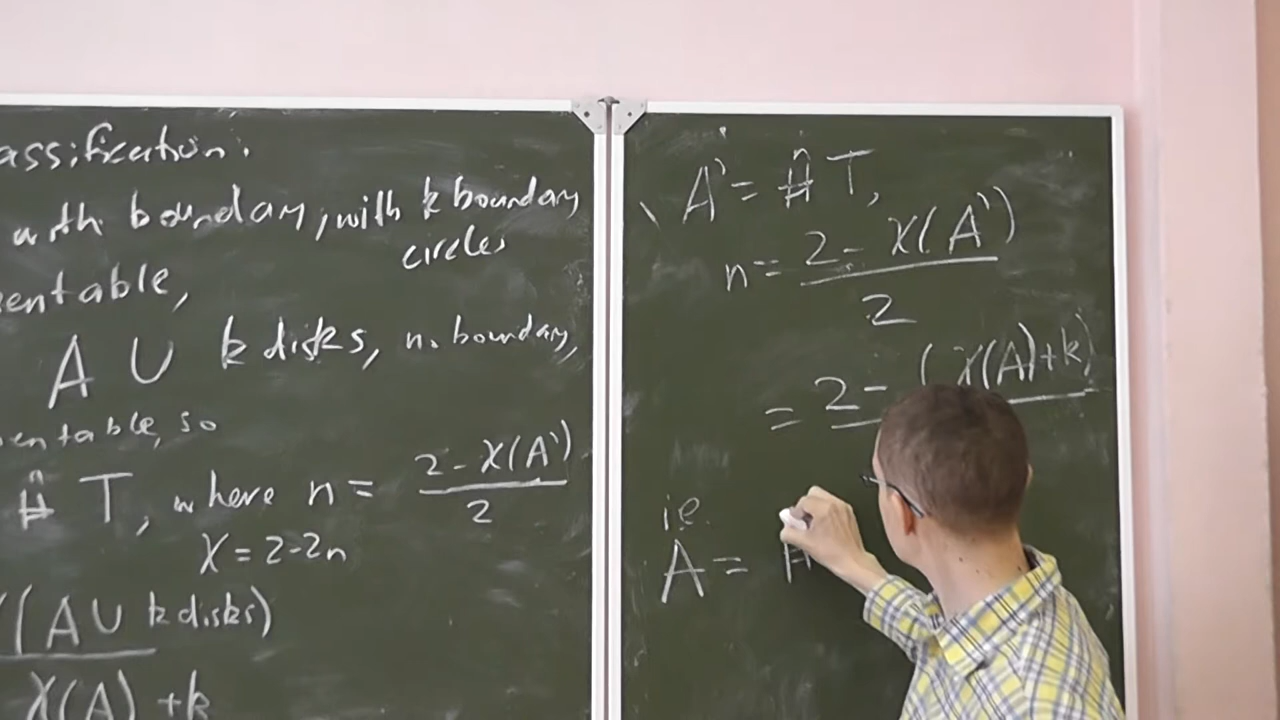 assification:
with boundary, with k boundary
circles
entable,
A ∪ k disks, no boundary,
entable, so
n
# T, where n = 2 - χ(A') / 2
χ = 2 - 2n
χ(A ∪ k disks)
χ(A) + k
n
A' = # T,
n = 2 - χ(A') / 2
= 2 - (χ(A) + k)
i.e.
A = #